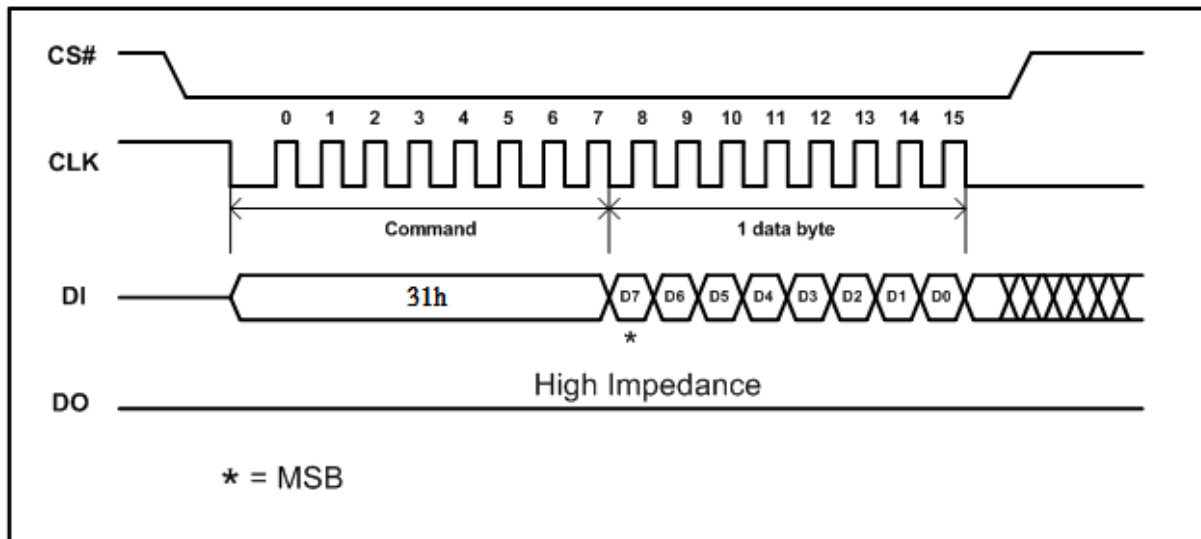 CS#
0 1 2 3 4 5 6 7 8 9 10 11 12 13 14 15
CLK
Command 1 data byte
DI 31h D7 D6 D5 D4 D3 D2 D1 D0
*
High Impedance
DO
* = MSB